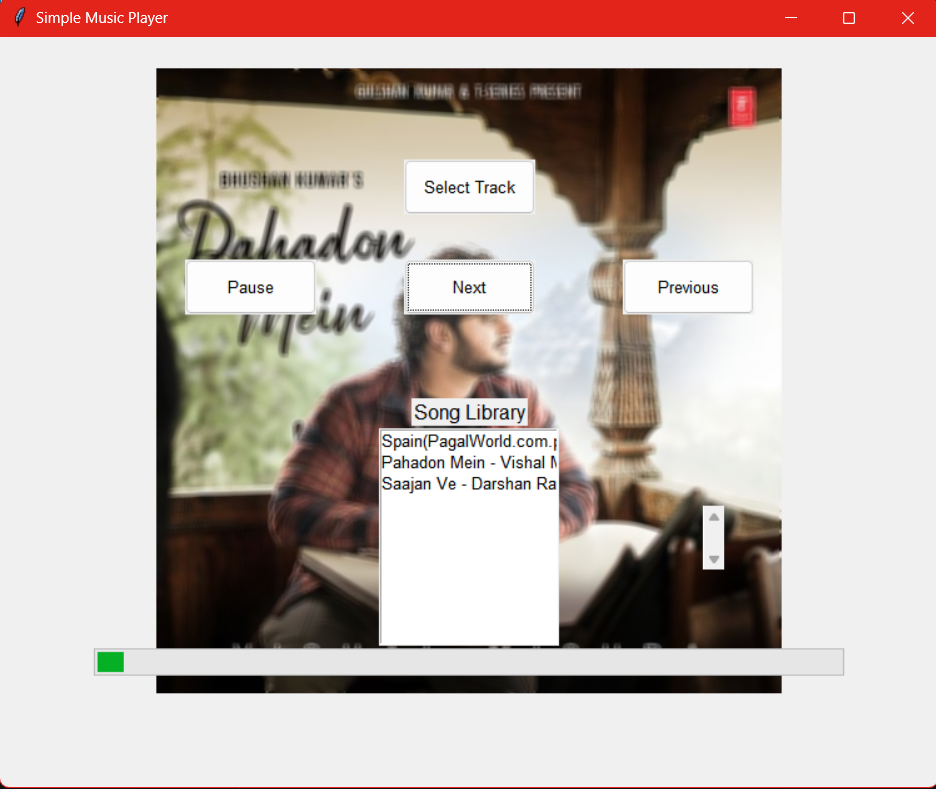 Simple Music Player
GULSHAN KUMAR & T-SERIES PRESENT
BHUSHAN KUMAR'S
Select Track
Pahadon
Mein
Pause
Next
Previous
Song Library
Spain(PagalWorld.com.p
Pahadon Mein - Vishal M
Saajan Ve - Darshan Ra